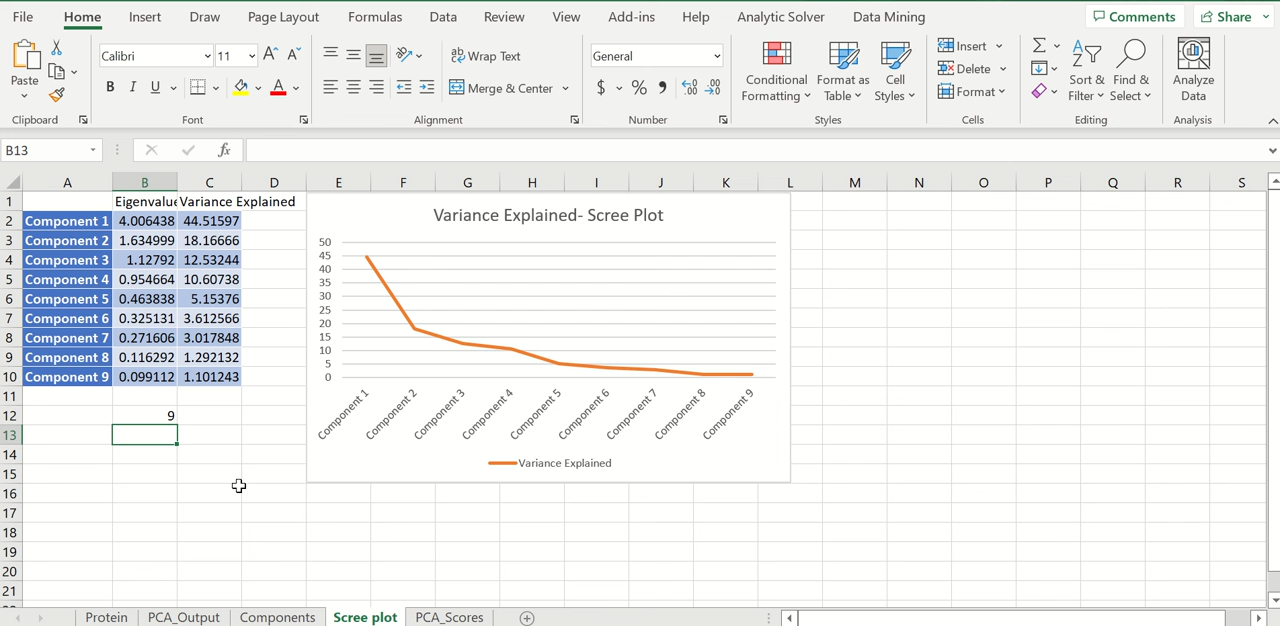 File Home Insert Draw Page Layout Formulas Data Review View Add-ins Help Analytic Solver Data Mining Comments Share
Paste
Clipboard
Calibri 11 A A
B I U A
Font
ab Wrap Text
Merge & Center
Alignment
General
$ % 9
Number
Conditional Formatting
Format as Table
Cell Styles
Styles
Insert
Delete
Format
Cells
Σ
Sort & Filter
Find & Select
Editing
Analyze Data
Analysis
B13 fx
A B C D E F G H I J K L M N O P Q R S
1 Eigenvalue Variance Explained
2 Component 1 4.006438 44.51597
3 Component 2 1.634999 18.16666
4 Component 3 1.12792 12.53244
5 Component 4 0.954664 10.60738
6 Component 5 0.463838 5.15376
7 Component 6 0.325131 3.612566
8 Component 7 0.271606 3.017848
9 Component 8 0.116292 1.292132
10 Component 9 0.099112 1.101243
11
12 9
13
14
15
16
17
18
19
20
21
Variance Explained- Scree Plot
50
45
40
35
30
25
20
15
10
5
0
Component 1 Component 2 Component 3 Component 4 Component 5 Component 6 Component 7 Component 8 Component 9
Variance Explained
Protein PCA_Output Components Scree plot PCA_Scores